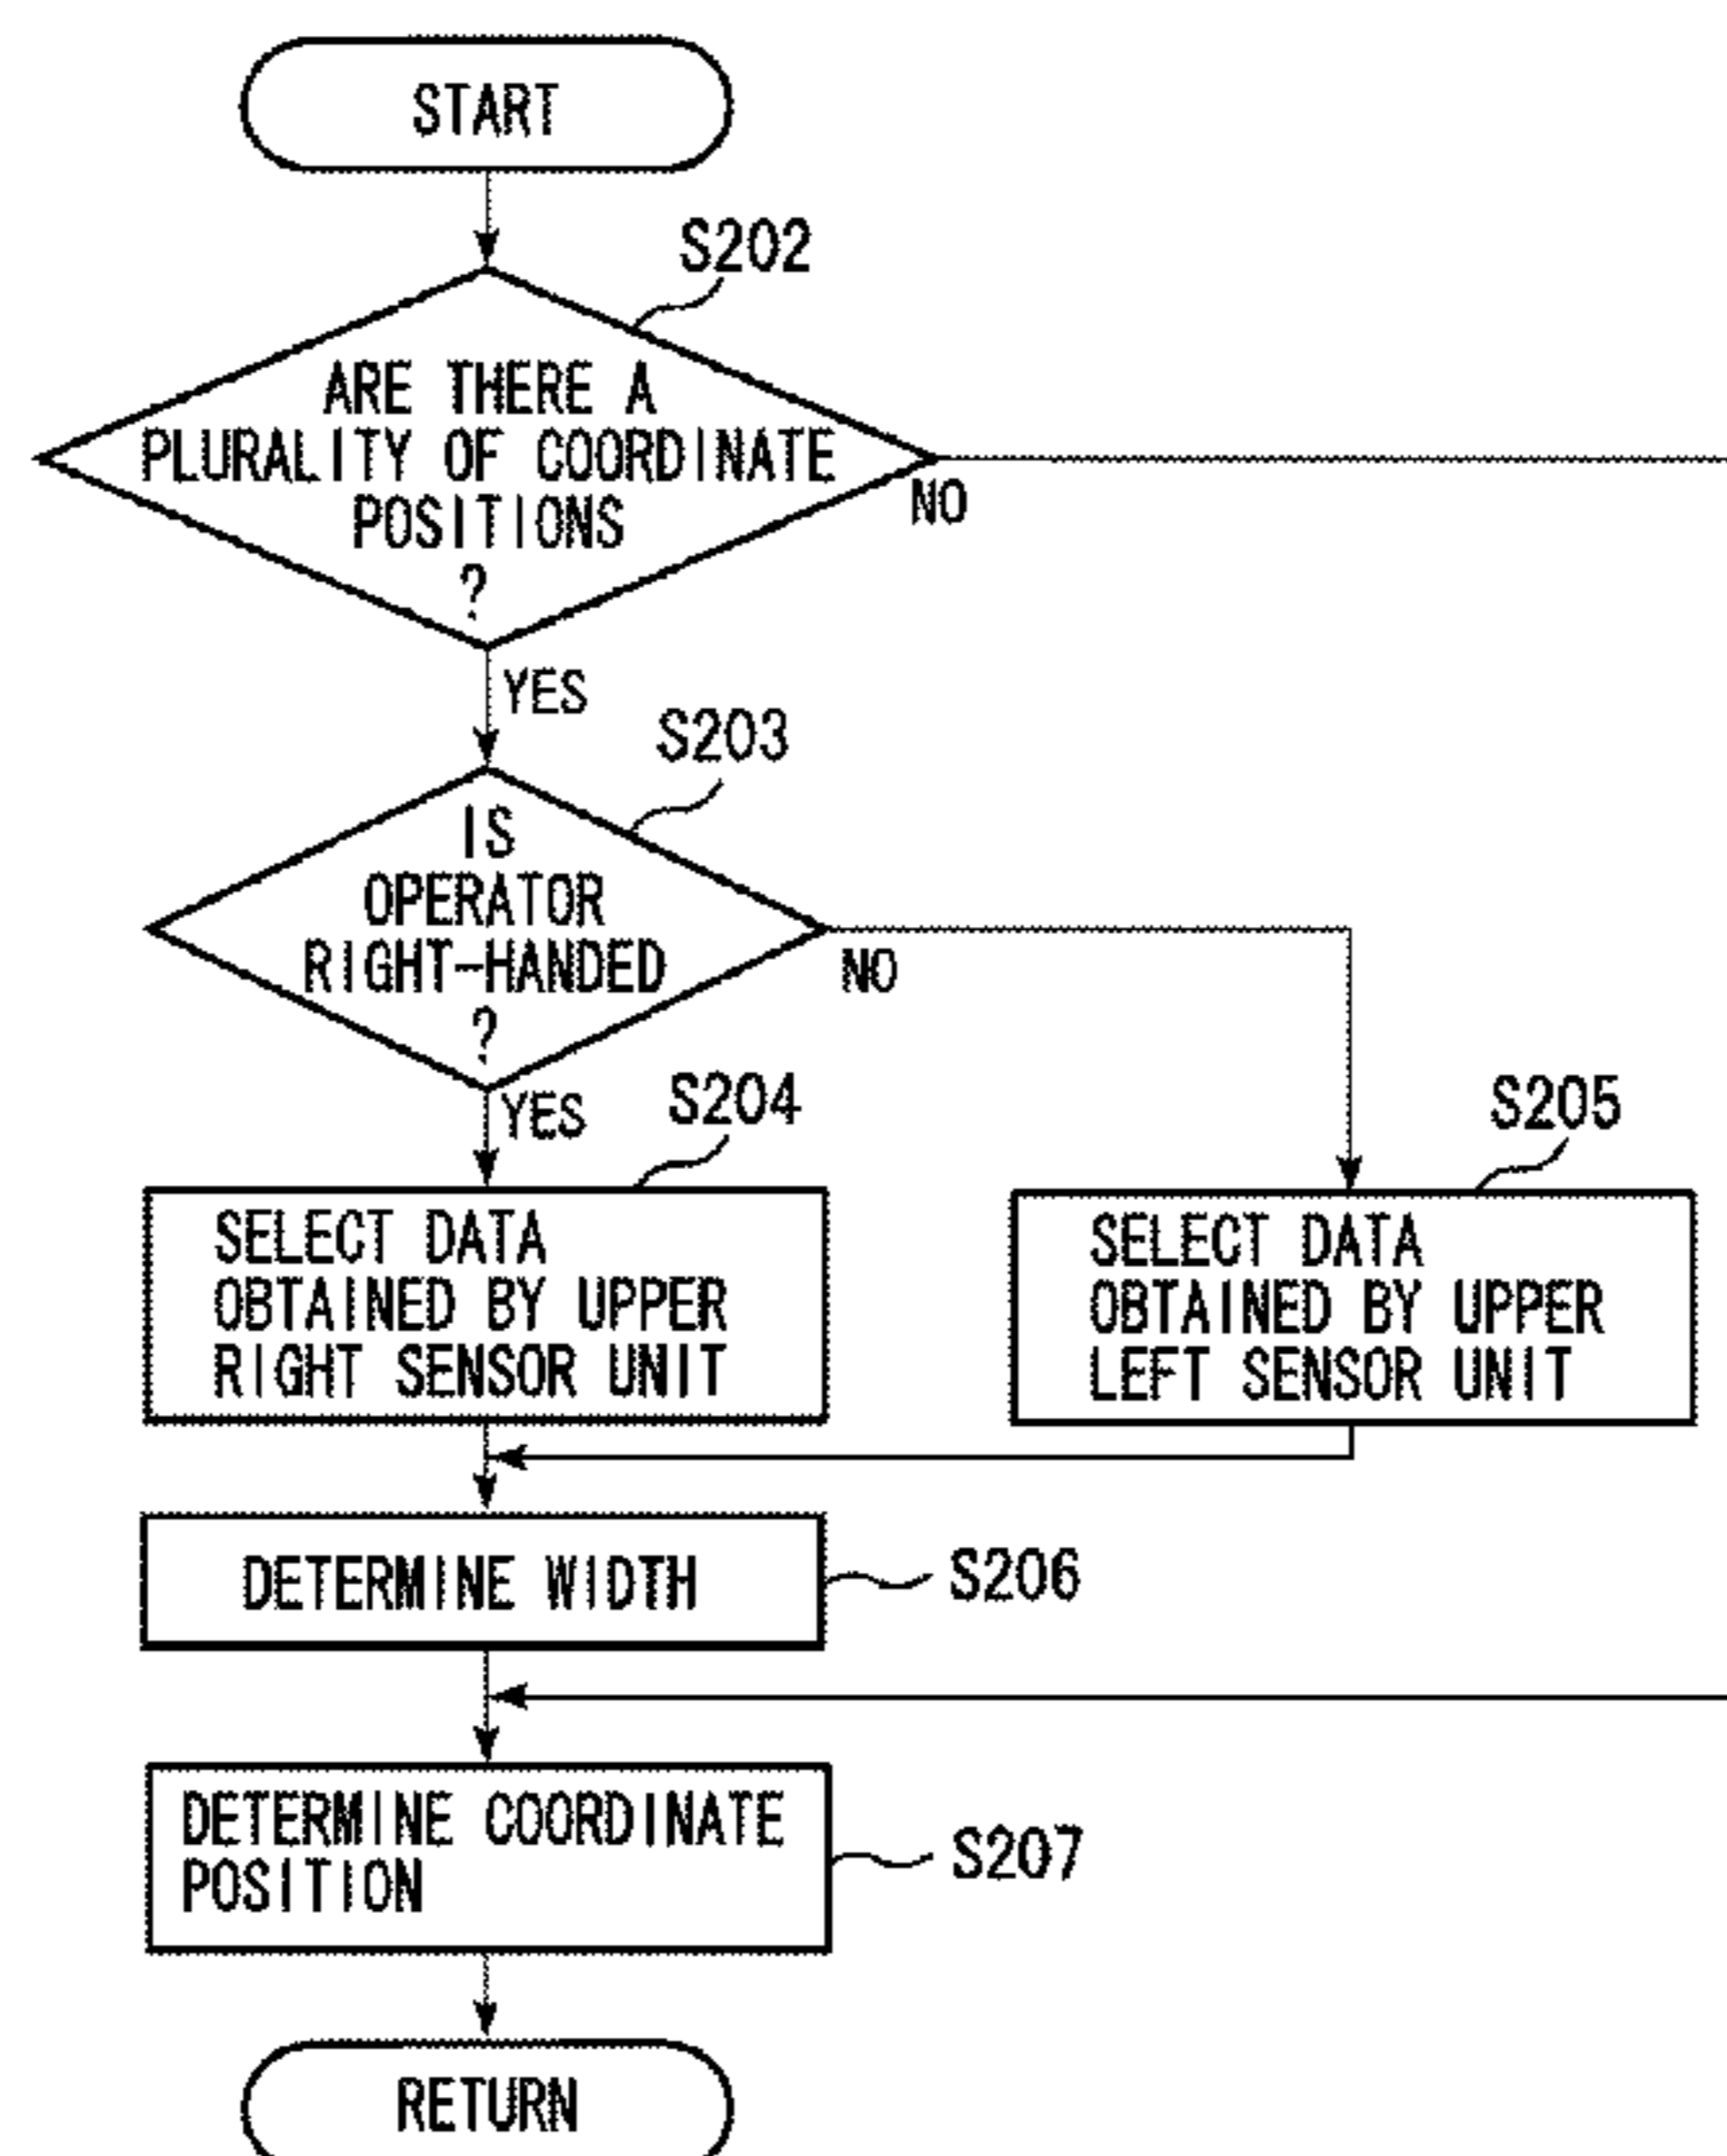 START
S202
ARE THERE A
PLURALITY OF COORDINATE
POSITIONS
?
NO
YES
S203
IS
OPERATOR
RIGHT-HANDED
?
NO
YES
S204
S205
SELECT DATA
OBTAINED BY UPPER
RIGHT SENSOR UNIT
SELECT DATA
OBTAINED BY UPPER
LEFT SENSOR UNIT
DETERMINE WIDTH
S206
DETERMINE COORDINATE
POSITION
S207
RETURN